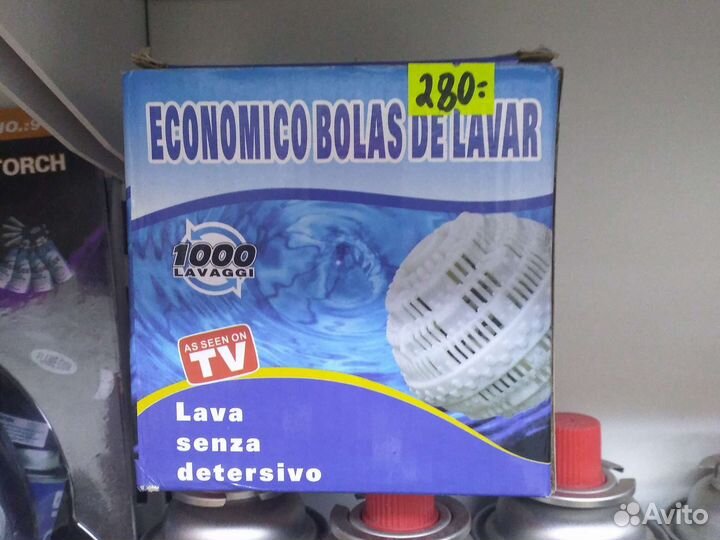 280=
ECONOMICO BOLAS DE LAVAR
1000
LAVAGGI
AS SEEN ON
TV
Lava
senza
detersivo
TORCH
Avito